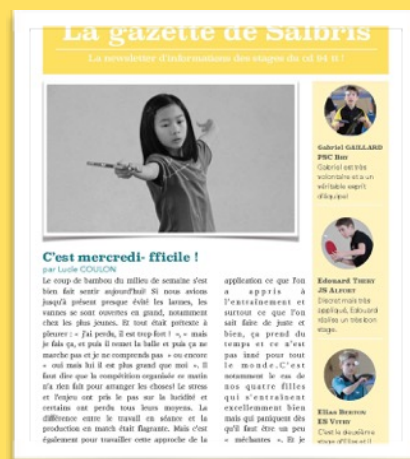 La gazette de Salbris
La newsletter d'informations des stages du cd 94 tt !
C'est mercredi- fficile !
par Lucie COULON
Le coup de bambou du milieu de semaine s'est
bien fait sentir aujourd'hui! Si nous avions
jusqu'à présent presque évité les larmes, les
vannes se sont ouvertes en grand, notamment
chez les plus jeunes. Et tout était prétexte à
pleurer : « J'ai perdu, il est trop fort ! », « mais
je fais ça, et puis il remet la balle et puis ça ne
marche pas et je ne comprends pas » ou encore
« oui mais lui il est plus grand que moi ». Il
faut dire que la compétition organisée ce matin
n'a rien fait pour arranger les choses! Le stress
et l'enjeu ont pris le pas sur la lucidité et
certains ont perdu tous leurs moyens. La
différence entre le travail en séance et la
production en match était flagrante. Mais c'est
également pour travailler cette approche de la
application ce que l'on
a appris à
l'entraînement et
surtout ce que l'on
sait faire de juste et
bien, ça prend du
temps et ce n'est
pas inné pour tout
le monde.C'est
notamment le cas de
nos quatre filles
qui s'entraînent
excellemment bien
mais qui paniquent dès
qu'il faut être un peu
« méchantes ». Et je
Gabriel GAILLARD
PSC Bry
Gabriel est très
volontaire et a un
véritable esprit
d'équipe!
Edouard Thery
JS Alfort
Discret mais très
appliqué, Edouard
réalise un très bon
stage.
Elias
ES Vitry
C'est le deuxième
stage d'Elias et il